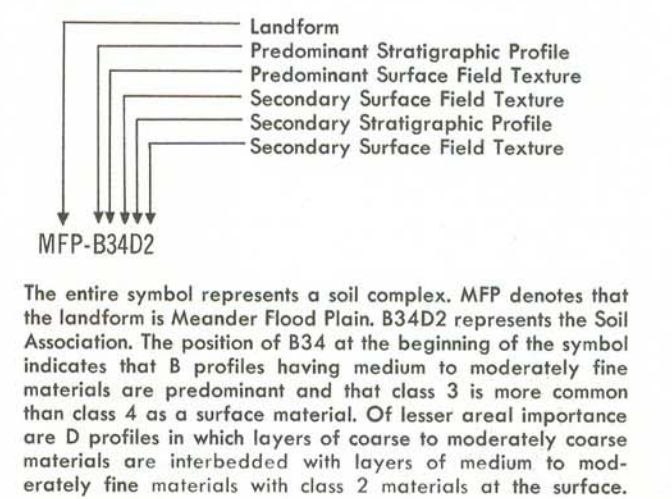 Landform
Predominant Stratigraphic Profile
Predominant Surface Field Texture
Secondary Surface Field Texture
Secondary Stratigraphic Profile
Secondary Surface Field Texture
MFP-B34D2
The entire symbol represents a soil complex. MFP denotes that
the landform is Meander Flood Plain. B34D2 represents the Soil
Association. The position of B34 at the beginning of the symbol
indicates that B profiles having medium to moderately fine
materials are predominant and that class 3 is more common
than class 4 as a surface material. Of lesser areal importance
are D profiles in which layers of coarse to moderately coarse
materials are interbedded with layers of medium to mod-
erately fine materials with class 2 materials at the surface.